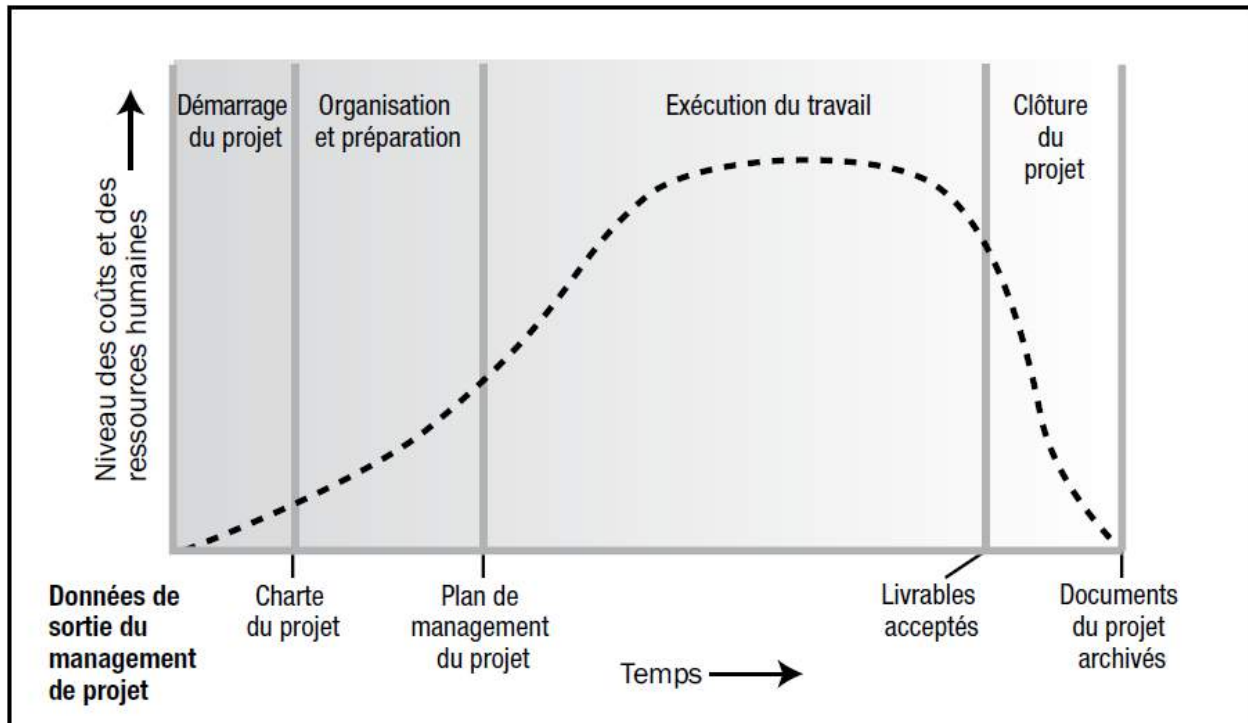 Démarrage
du projet
Organisation
et préparation
Exécution du travail
Clôture
du
projet
Niveau des coûts et des
ressources humaines
Données de
sortie du
management
de projet
Charte
du projet
Plan de
management
du projet
Livrables
acceptés
Documents
du projet
archivés
Temps